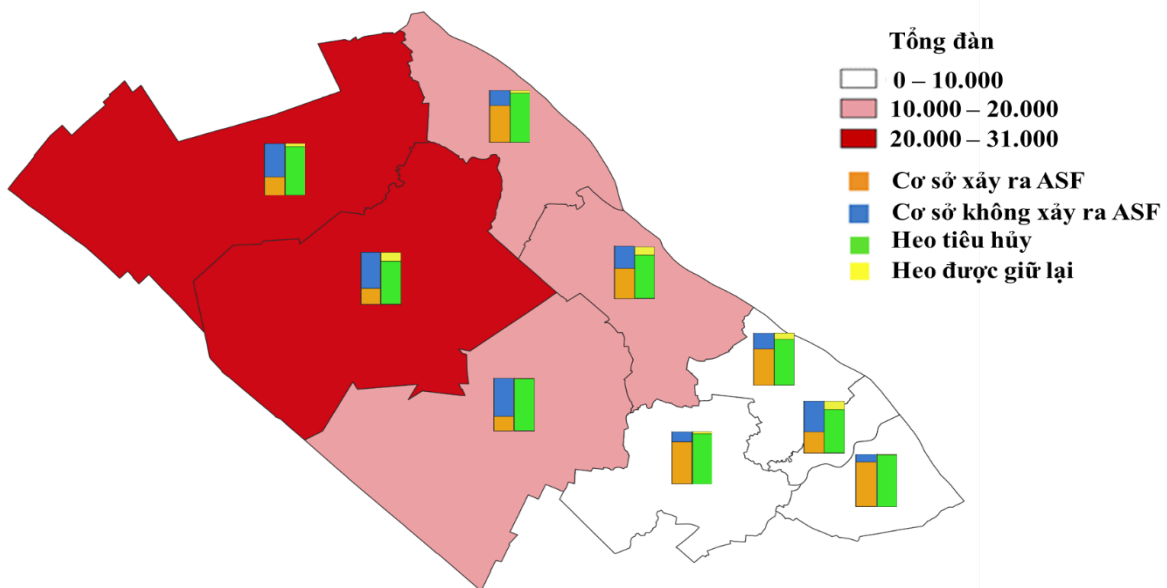 Tổng đàn
0 – 10.000
10.000 – 20.000
20.000 – 31.000
Cơ sở xảy ra ASF
Cơ sở không xảy ra ASF
Heo tiêu hủy
Heo được giữ lại